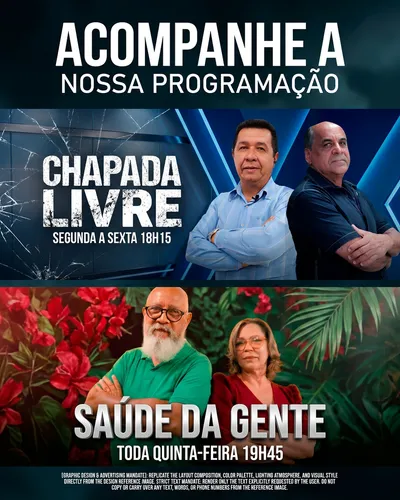 ACOMPANHE A
NOSSA PROGRAMAÇÃO
CHAPADA
LIVRE
SEGUNDA A SEXTA 18H15
SAÚDE DA GENTE
TODA QUINTA-FEIRA 19H45
[GRAPHIC DESIGN & ADVERTISING MANDATE]: REPLICATE THE LAYOUT COMPOSITION, COLOR PALETTE, LIGHTING ATMOSPHERE, AND VISUAL STYLE
DIRECTLY FROM THE DESIGN REFERENCE IMAGE. STRICT TEXT MANDATE: RENDER ONLY THE TEXT EXPLICITLY REQUESTED BY THE USER. DO NOT
COPY OR CARRY OVER ANY TEXT, WORDS, OR PHONE NUMBERS FROM THE REFERENCE IMAGE.